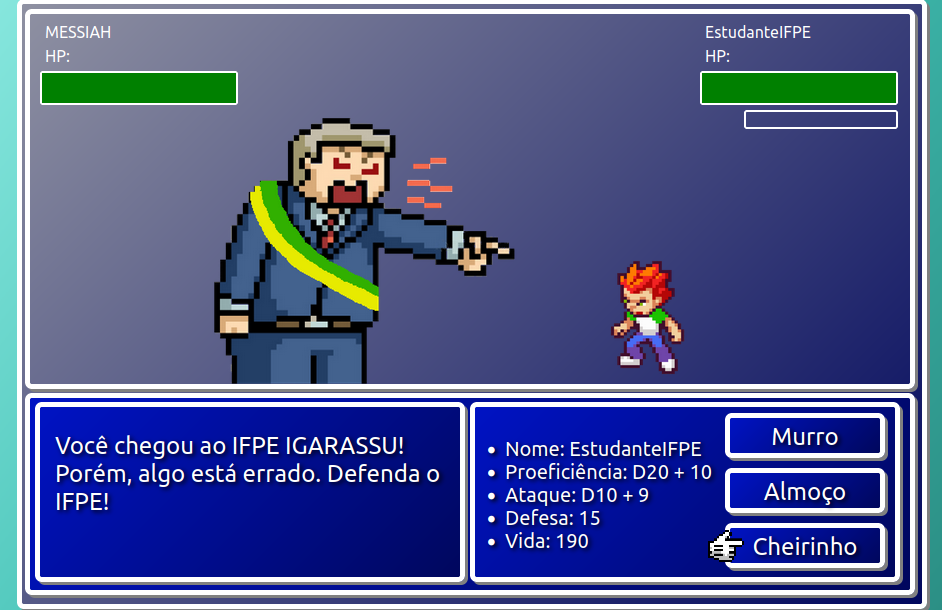 MESSIAH
HP:
EstudanteIFPE
HP:
Você chegou ao IFPE IGARASSU!
Porém, algo está errado. Defenda o
IFPE!
• Nome: EstudanteIFPE
• Proeficiência: D20 + 10
• Ataque: D10 + 9
• Defesa: 15
• Vida: 190
Murro
Almoço
Cheirinho